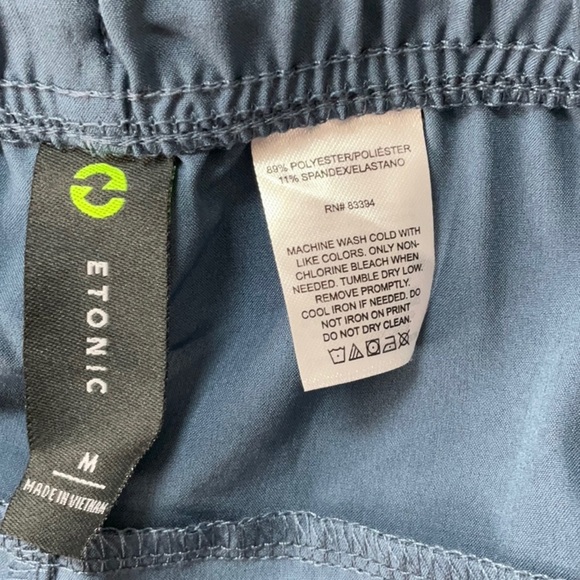 ETONIC
M
MADE IN VIETNAM
89% POLYESTER/POLIÉSTER
11% SPANDEX/ELASTANO
RN# 83394
MACHINE WASH COLD WITH
LIKE COLORS. ONLY NON-
CHLORINE BLEACH WHEN
NEEDED. TUMBLE DRY LOW.
REMOVE PROMPTLY.
COOL IRON IF NEEDED. DO
NOT IRON ON PRINT
DO NOT DRY CLEAN.